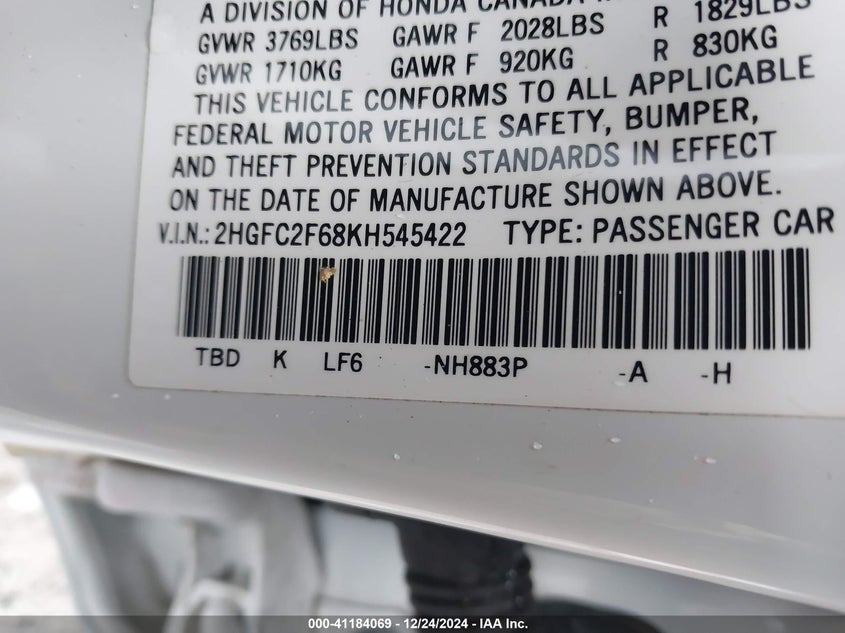 A DIVISION OF HONDA CANADA
GVWR 3769LBS GAWR F 2028LBS R 1829LBS
GVWR 1710KG GAWR F 920KG R 830KG
THIS VEHICLE CONFORMS TO ALL APPLICABLE
FEDERAL MOTOR VEHICLE SAFETY, BUMPER,
AND THEFT PREVENTION STANDARDS IN EFFECT
ON THE DATE OF MANUFACTURE SHOWN ABOVE.
V.I.N.: 2HGFC2F68KH545422 TYPE: PASSENGER CAR
TBD K LF6 -NH883P -A -H
000-41184069 - 12/24/2024 - IAA Inc.